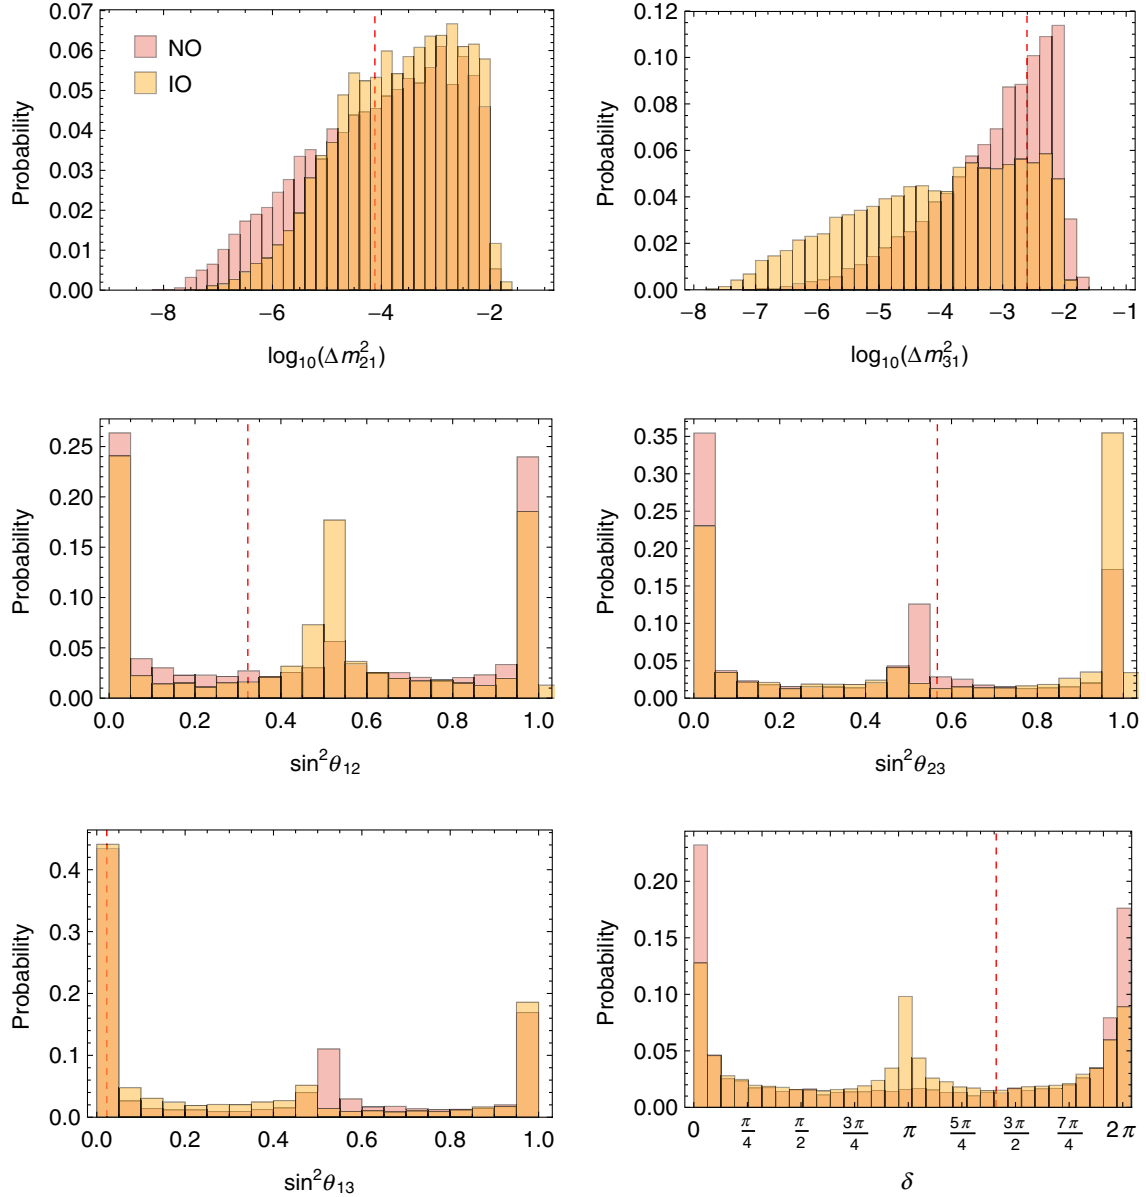 NO
IO
Probability
0.07
0.06
0.05
0.04
0.03
0.02
0.01
0.00
−8 −6 −4 −2
log₁₀(Δm²₂₁)
Probability
0.12
0.10
0.08
0.06
0.04
0.02
0.00
−8 −7 −6 −5 −4 −3 −2 −1
log₁₀(Δm²₃₁)
Probability
0.25
0.20
0.15
0.10
0.05
0.00
0.0 0.2 0.4 0.6 0.8 1.0
sin²θ₁₂
Probability
0.35
0.30
0.25
0.20
0.15
0.10
0.05
0.00
0.0 0.2 0.4 0.6 0.8 1.0
sin²θ₂₃
Probability
0.4
0.3
0.2
0.1
0.0
0.0 0.2 0.4 0.6 0.8 1.0
sin²θ₁₃
Probability
0.20
0.15
0.10
0.05
0.00
0 π/4 π/2 3π/4 π 5π/4 3π/2 7π/4 2π
δ